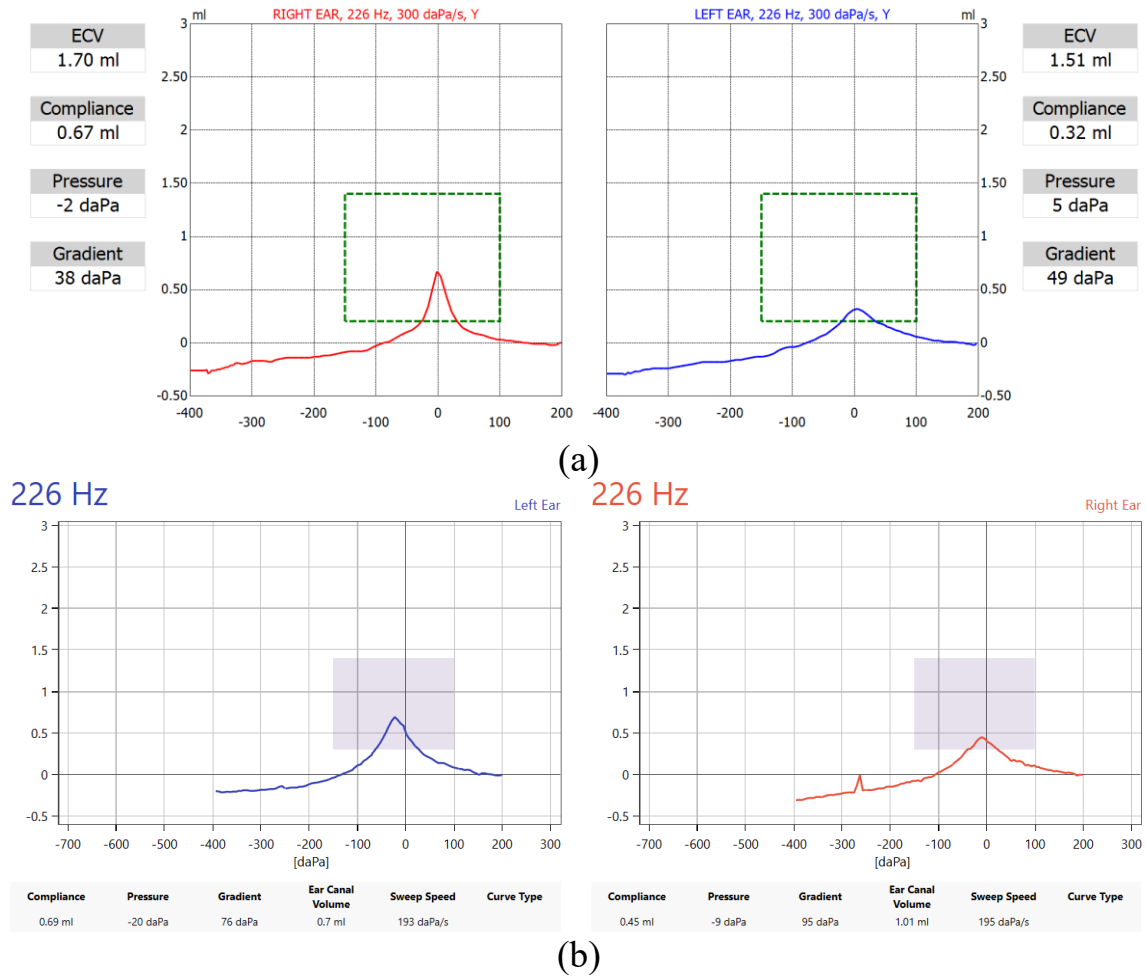 ml RIGHT EAR, 226 Hz, 300 daPa/s, Y LEFT EAR, 226 Hz, 300 daPa/s, Y ml
ECV
1.70 ml
Compliance
0.67 ml
Pressure
-2 daPa
Gradient
38 daPa
3
2.50
2
1.50
1
0.50
0
-0.50
-400 -300 -200 -100 0 100 200
3
2.50
2
1.50
1
0.50
0
-0.50
-400 -300 -200 -100 0 100 200
ECV
1.51 ml
Compliance
0.32 ml
Pressure
5 daPa
Gradient
49 daPa
(a)
226 Hz
Left Ear
3
2.5
2
1.5
1
0.5
0
-0.5
-700 -600 -500 -400 -300 -200 -100 0 100 200 300
[daPa]
Compliance Pressure Gradient Ear Canal Volume Sweep Speed Curve Type
0.69 ml -20 daPa 76 daPa 0.7 ml 193 daPa/s
226 Hz
Right Ear
3
2.5
2
1.5
1
0.5
0
-0.5
-700 -600 -500 -400 -300 -200 -100 0 100 200 300
[daPa]
Compliance Pressure Gradient Ear Canal Volume Sweep Speed Curve Type
0.45 ml -9 daPa 95 daPa 1.01 ml 195 daPa/s
(b)